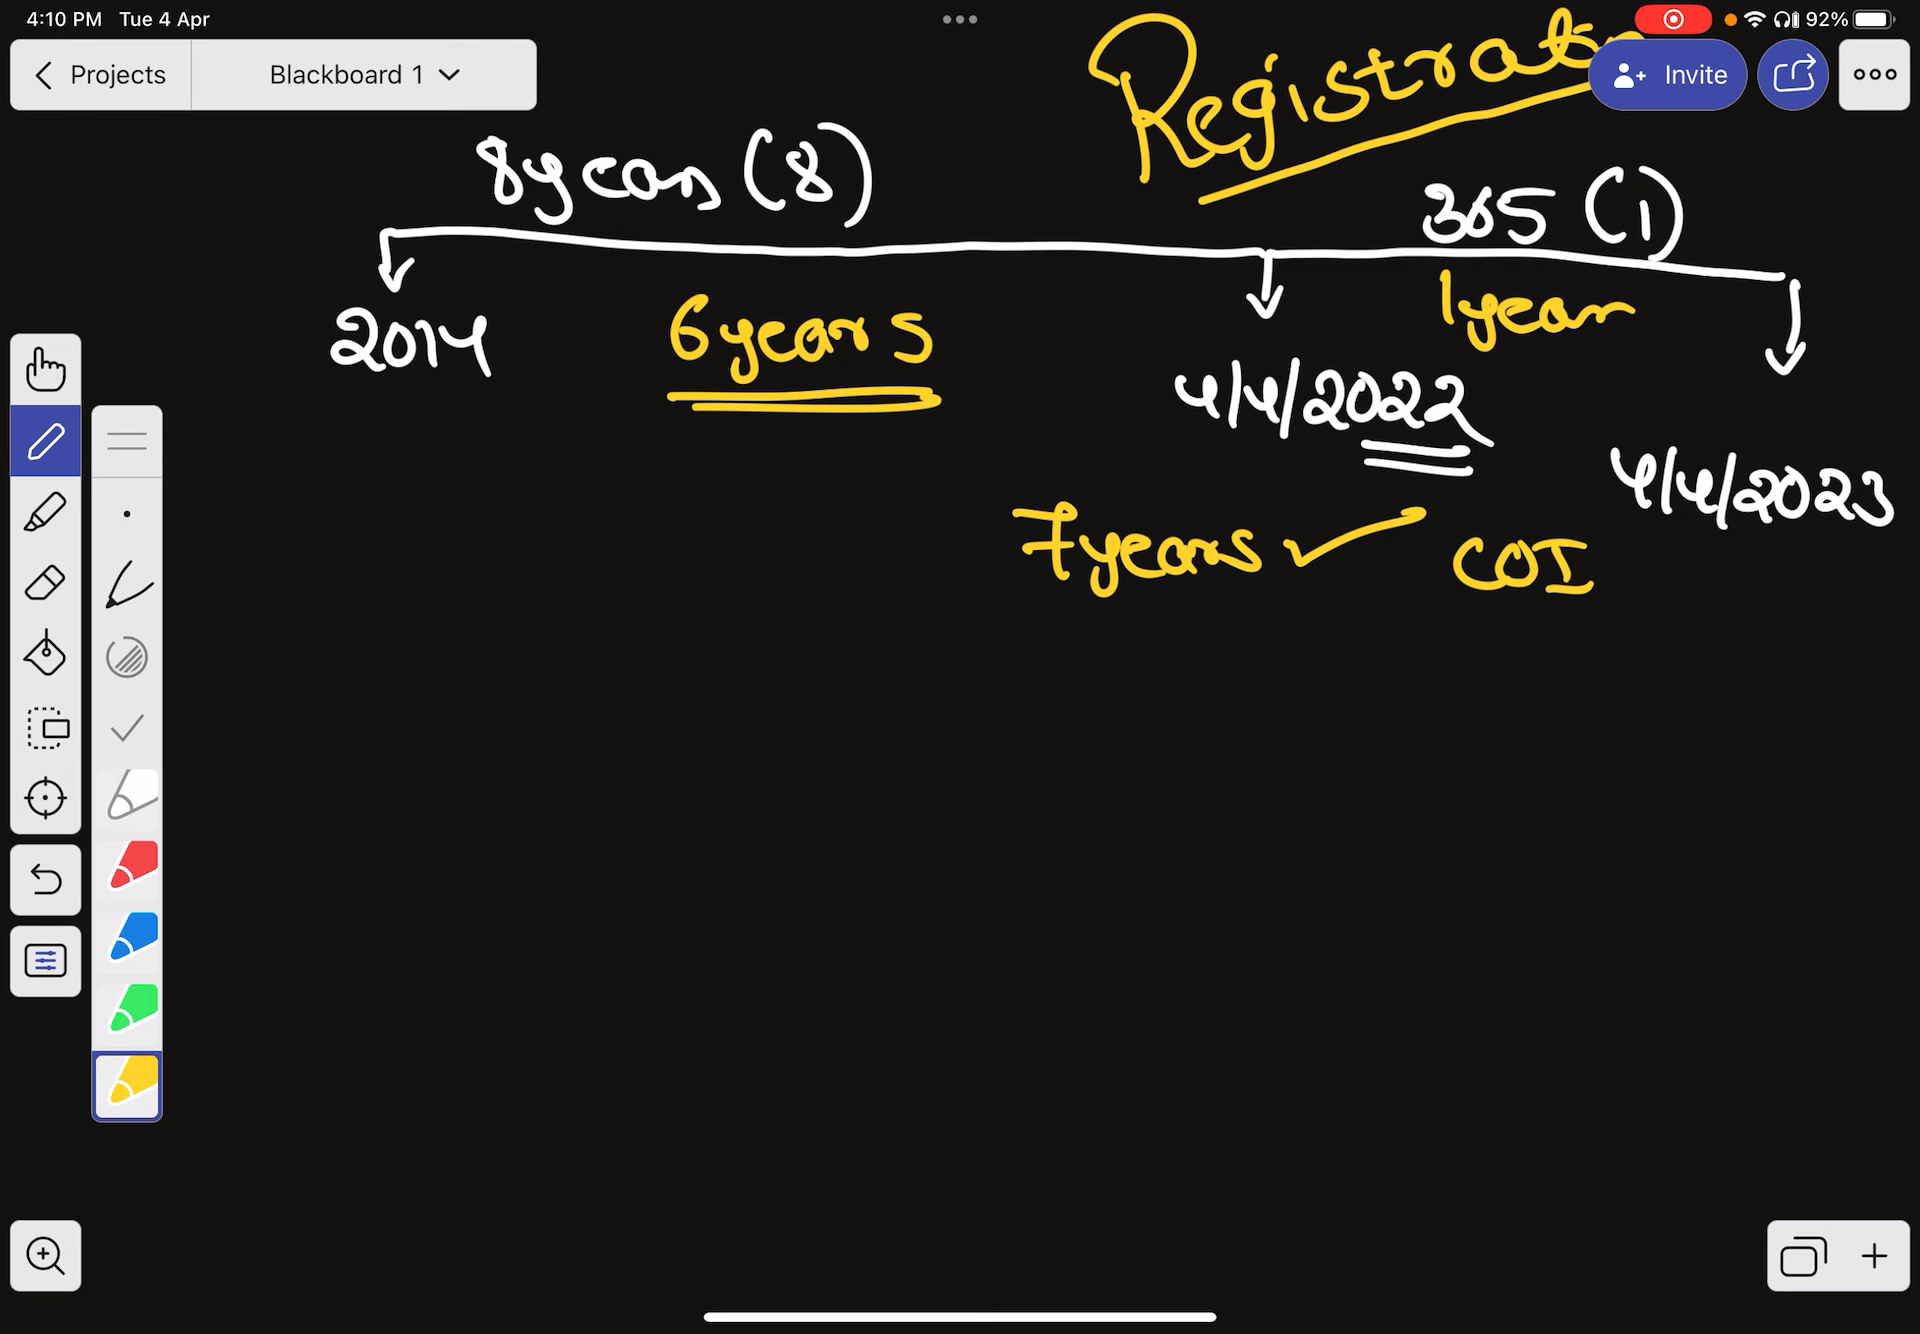 4:10 PM Tue 4 Apr
92%
Projects
Blackboard 1
Invite
8 years (8)
365 (1)
2014
6 years
1 year
4/4/2022
4/4/2023
7 years
COI